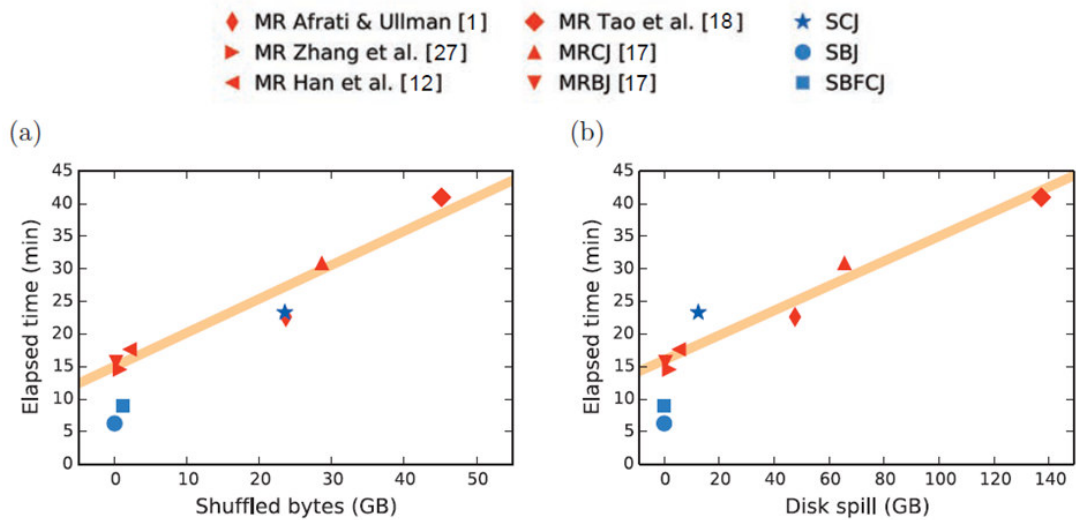 MR Afrati & Ullman [1] MR Tao et al. [18] SCJ
MR Zhang et al. [27] MRCJ [17] SBJ
MR Han et al. [12] MRBJ [17] SBFCJ
(a) (b)
45
40
35
30
25
20
15
10
5
0
Elapsed time (min)
0 10 20 30 40 50
Shuffled bytes (GB)
45
40
35
30
25
20
15
10
5
0
Elapsed time (min)
0 20 40 60 80 100 120 140
Disk spill (GB)